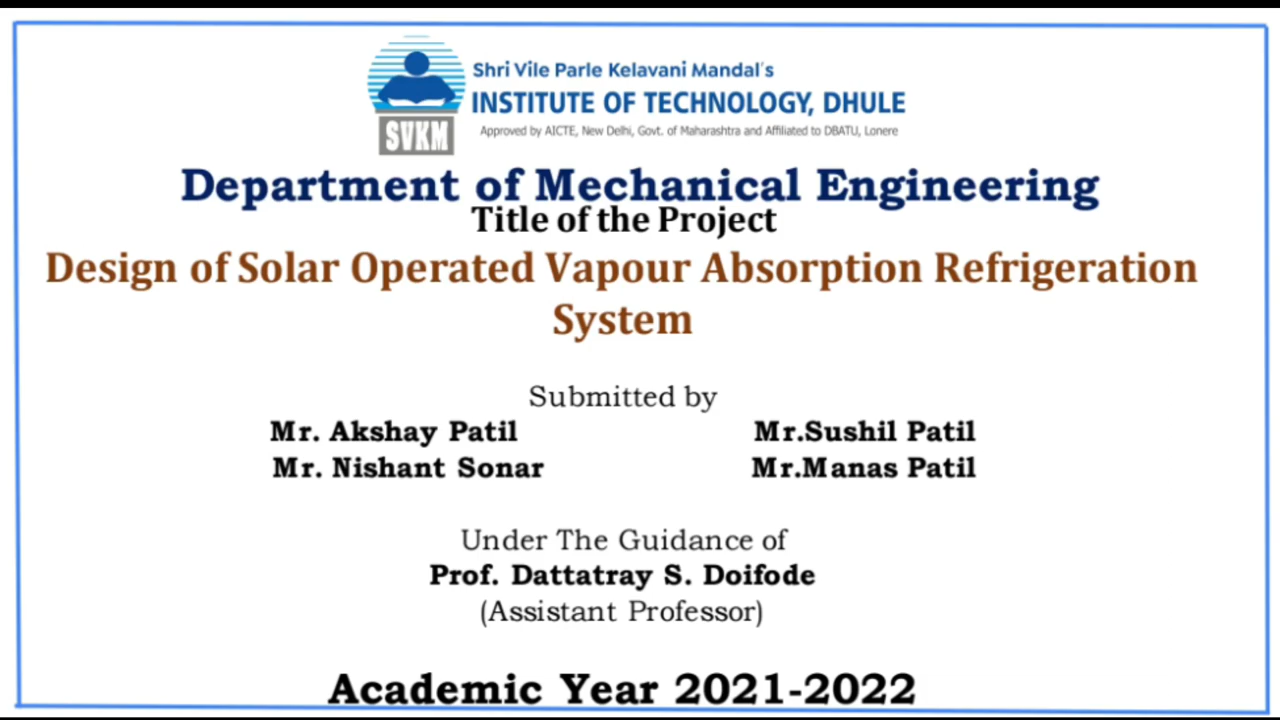 Shri Vile Parle Kelavani Mandal's
INSTITUTE OF TECHNOLOGY, DHULE
Approved by AICTE, New Delhi, Govt. of Maharashtra and Affiliated to DBATU, Lonere
SVKM
Department of Mechanical Engineering
Title of the Project
Design of Solar Operated Vapour Absorption Refrigeration
System
Submitted by
Mr. Akshay Patil Mr.Sushil Patil
Mr. Nishant Sonar Mr.Manas Patil
Under The Guidance of
Prof. Dattatray S. Doifode
(Assistant Professor)
Academic Year 2021-2022